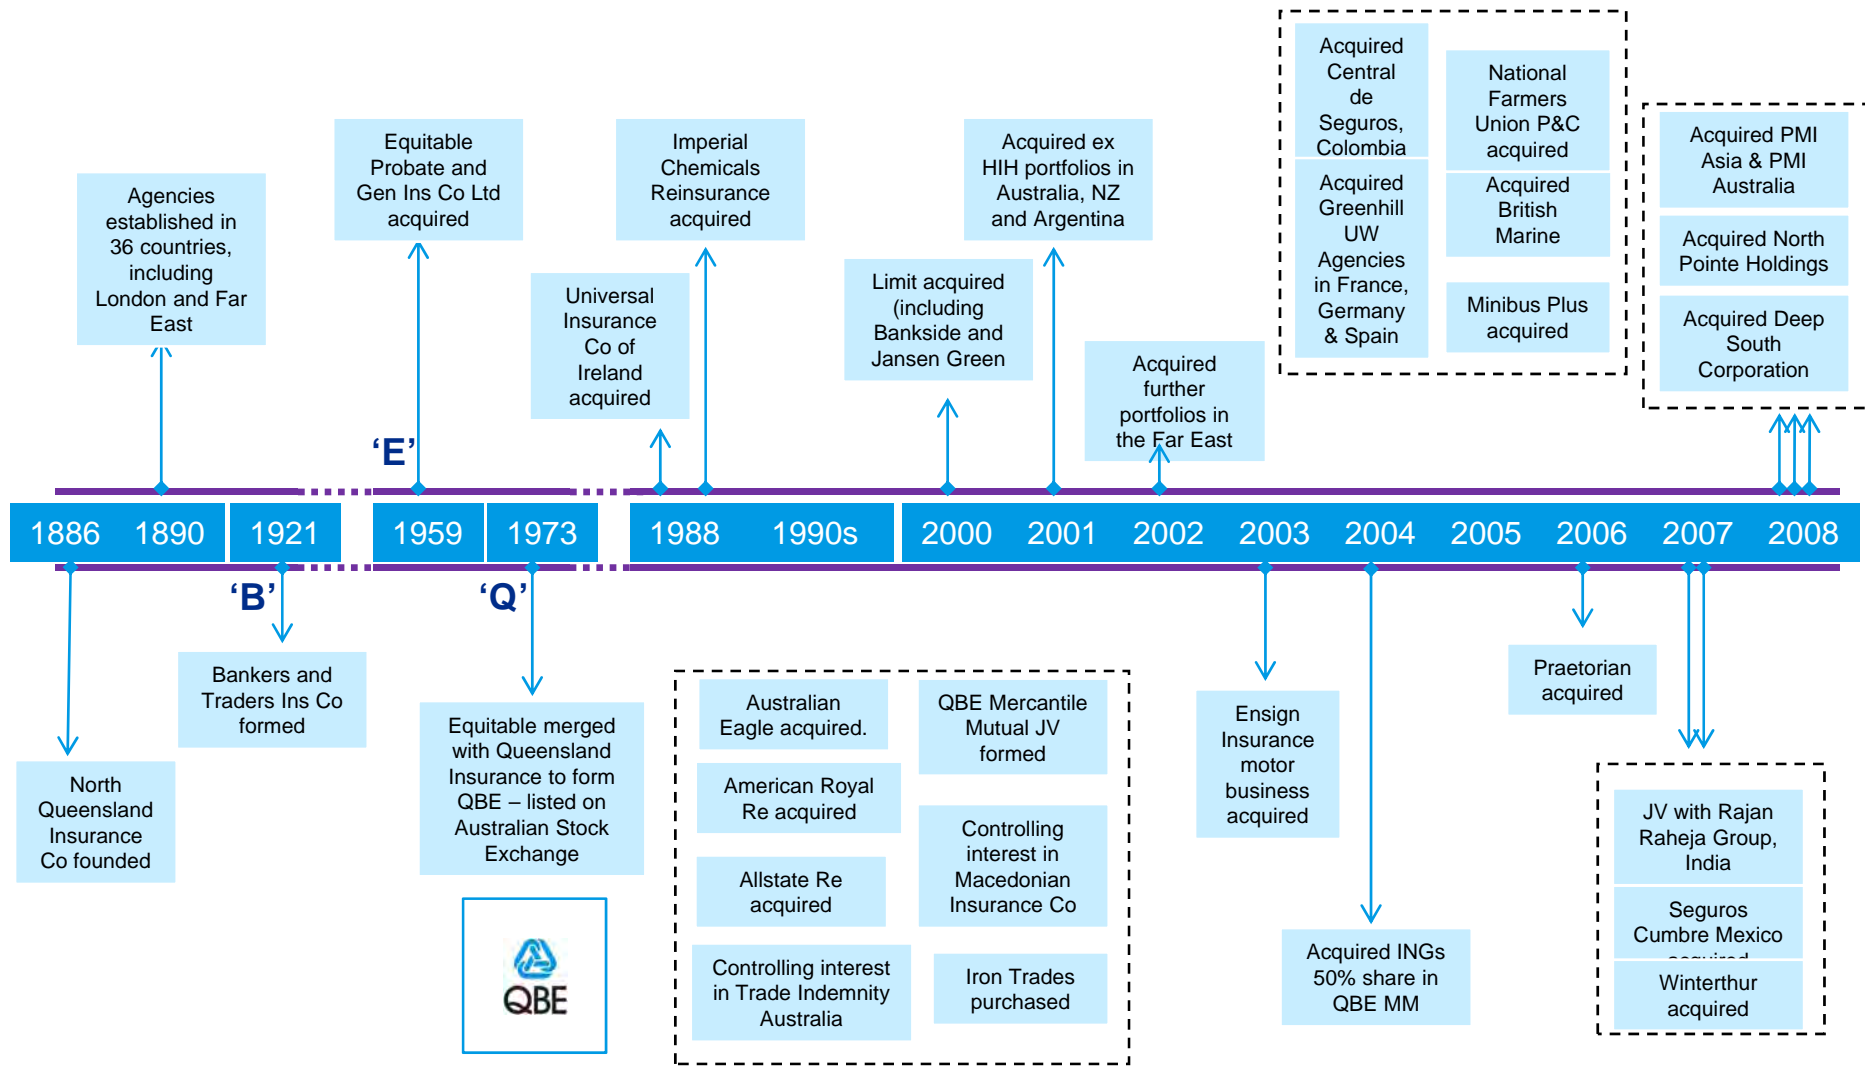 Acquired
Central
de
Seguros,
Colombia
Acquired
Greenhill
UW
Agencies
in France,
Germany
& Spain
National
Farmers
Union P&C
acquired
Acquired
British
Marine
Minibus Plus
acquired
Acquired PMI
Asia & PMI
Australia
Acquired North
Pointe Holdings
Acquired Deep
South
Corporation
Agencies
established in
36 countries,
including
London and Far
East
Equitable
Probate and
Gen Ins Co Ltd
acquired
Universal
Insurance
Co of
Ireland
acquired
Imperial
Chemicals
Reinsurance
acquired
Limit acquired
(including
Bankside and
Jansen Green
Acquired ex
HIH portfolios in
Australia, NZ
and Argentina
Acquired
further
portfolios in
the Far East
‘E’
1886 1890 1921 1959 1973 1988 1990s 2000 2001 2002 2003 2004 2005 2006 2007 2008
‘B’
‘Q’
North
Queensland
Insurance
Co founded
Bankers and
Traders Ins Co
formed
Equitable merged
with Queensland
Insurance to form
QBE – listed on
Australian Stock
Exchange
QBE
Australian
Eagle acquired.
American Royal
Re acquired
Allstate Re
acquired
Controlling interest
in Trade Indemnity
Australia
QBE Mercantile
Mutual JV
formed
Controlling
interest in
Macedonian
Insurance Co
Iron Trades
purchased
Ensign
Insurance
motor
business
acquired
Acquired INGs
50% share in
QBE MM
Praetorian
acquired
JV with Rajan
Raheja Group,
India
Seguros
Cumbre Mexico
acquired
Winterthur
acquired